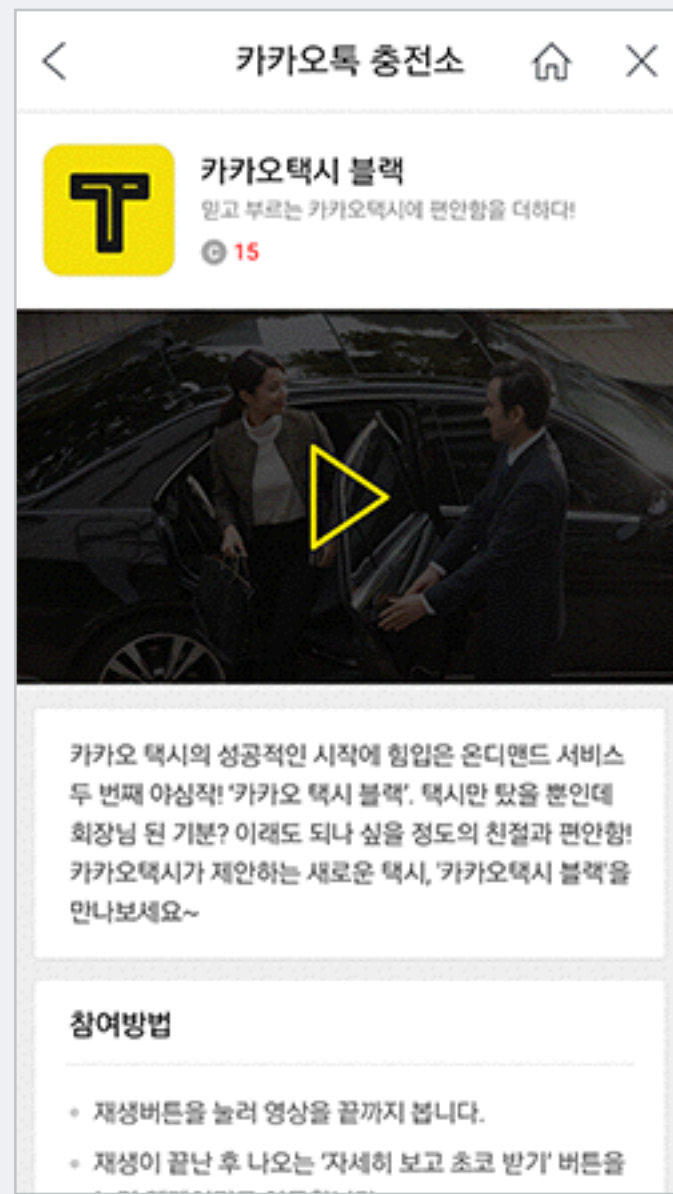 카카오톡 충전소
카카오택시 블랙
믿고 부르는 카카오택시에 편안함을 더하다!
C 15
카카오 택시의 성공적인 시작에 힘입은 온디맨드 서비스
두 번째 야심작! '카카오 택시 블랙'. 택시만 탔을 뿐인데
회장님 된 기분? 이래도 되나 싶을 정도의 친절과 편안함!
카카오택시가 제안하는 새로운 택시, '카카오택시 블랙'을
만나보세요~
참여방법
• 재생버튼을 눌러 영상을 끝까지 봅니다.
• 재생이 끝난 후 나오는 '자세히 보고 초코 받기' 버튼을